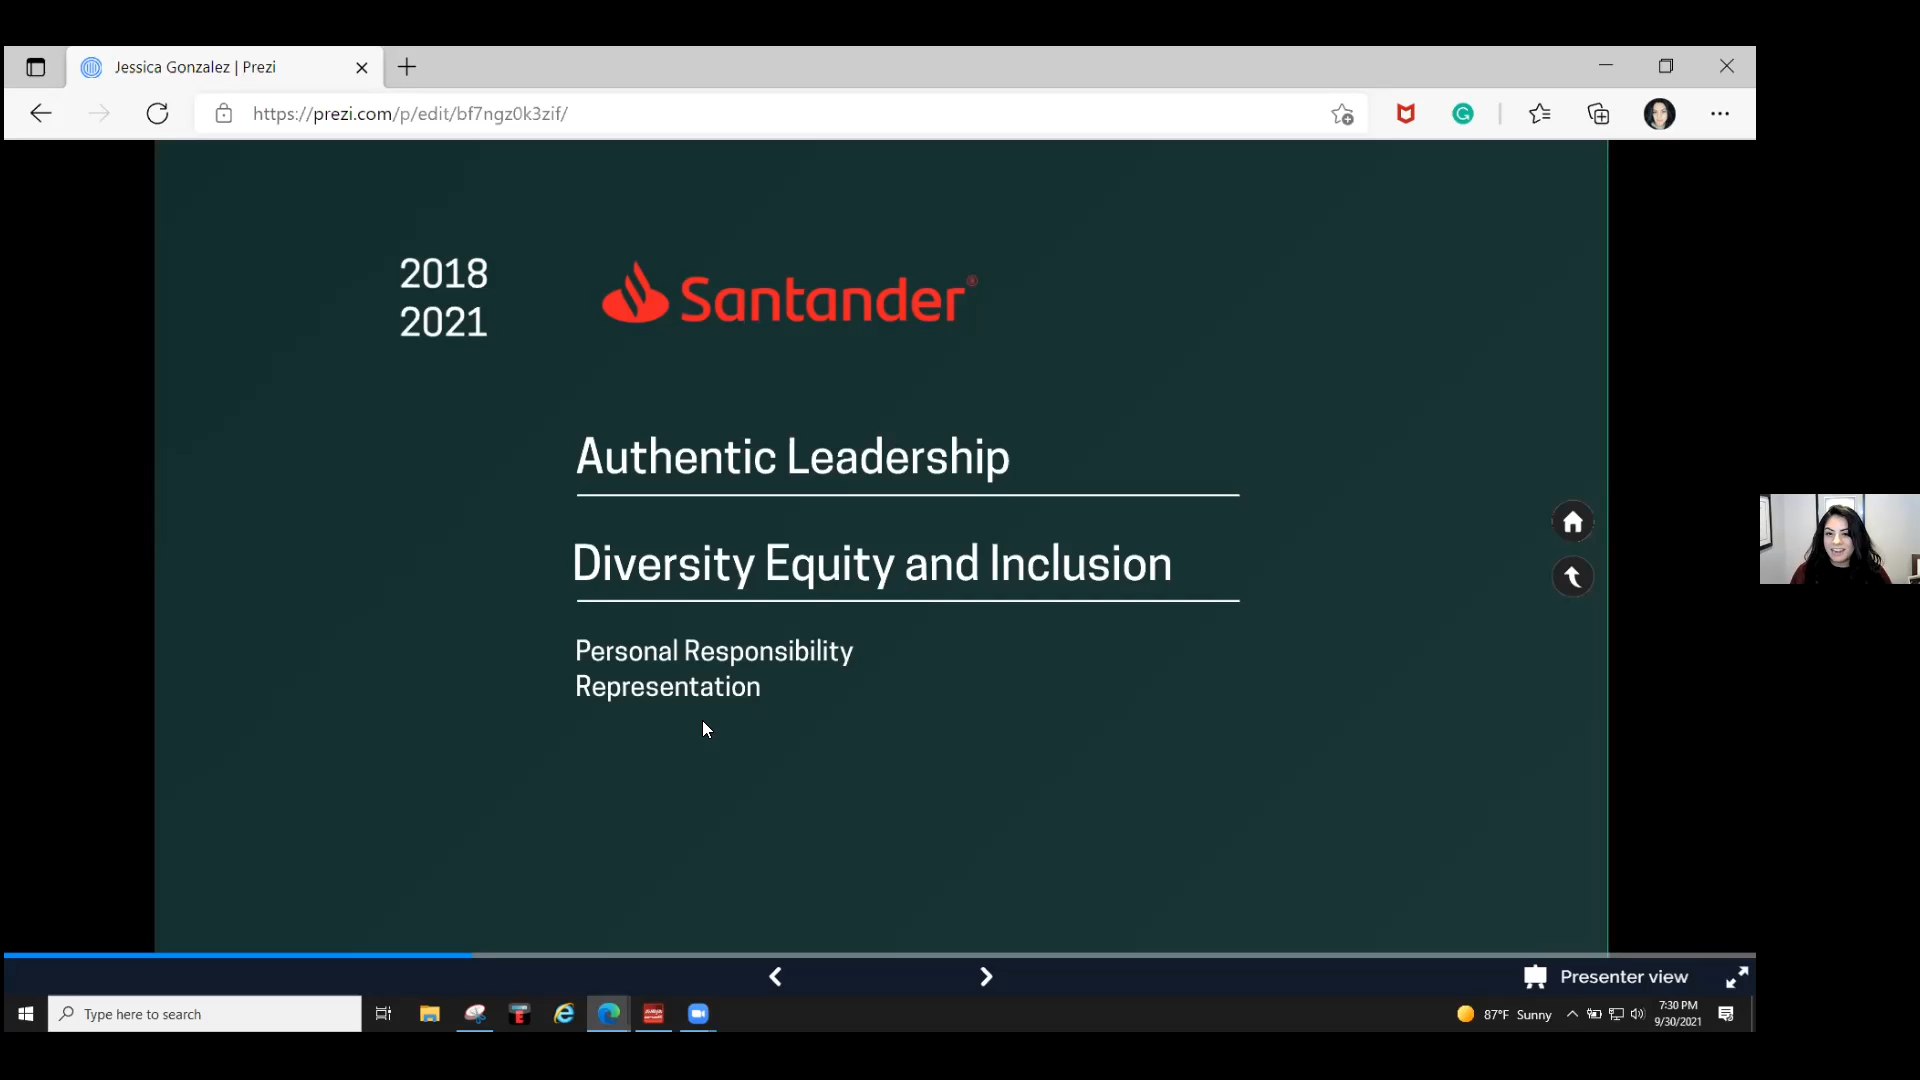 Jessica Gonzalez | Prezi
https://prezi.com/p/edit/bf7ngz0k3zif/
2018
2021
Santander®
Authentic Leadership
Diversity Equity and Inclusion
Personal Responsibility
Representation
Presenter view
Type here to search
87°F Sunny
7:30 PM
9/30/2021